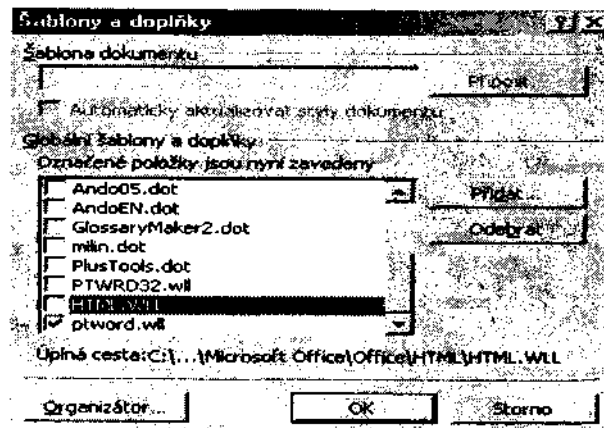 Šablony a doplňky
Šablona dokumentu
Připojit...
Automaticky aktualizovat styly dokumentu
Globální šablony a doplňky
Označené položky jsou nyní zavedeny
Ando05.dot
AndoEN.dot
GlossaryMaker2.dot
milin.dot
PlusTools.dot
PTWRD32.wll
HTML.WLL
ptword.wll
Přidat...
Odebrat
Úplná cesta:C:\...\Microsoft Office\Office\HTML\HTML.WLL
Organizátor...
OK
Storno